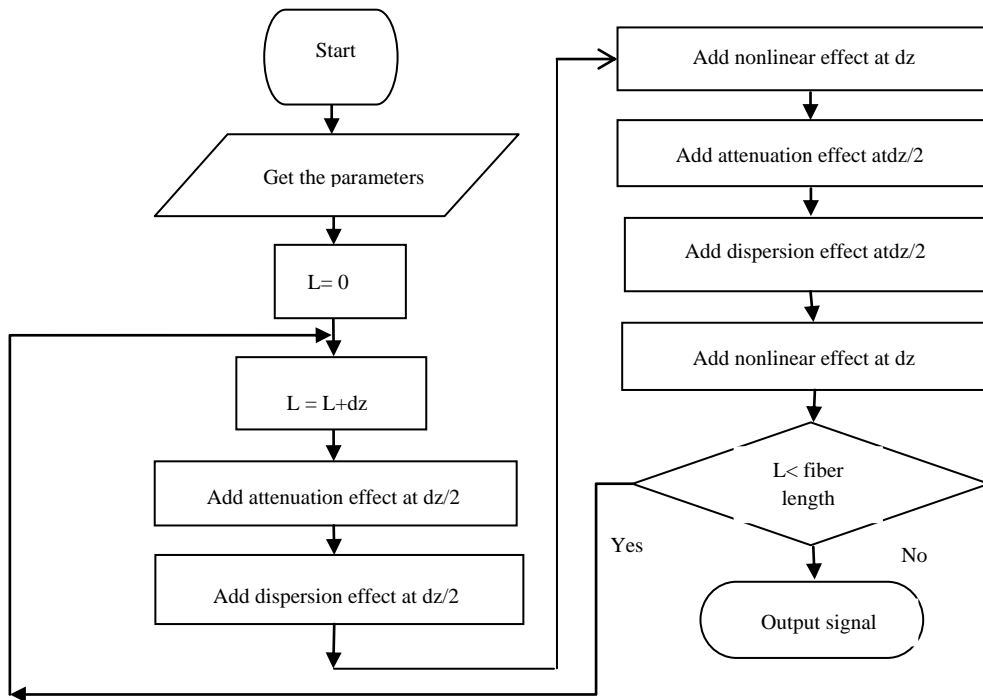 Start
Get the parameters
L= 0
L = L+dz
Add attenuation effect at dz/2
Add dispersion effect at dz/2
Add nonlinear effect at dz
Add attenuation effect atdz/2
Add dispersion effect atdz/2
Add nonlinear effect at dz
L< fiber
length
Yes
No
Output signal